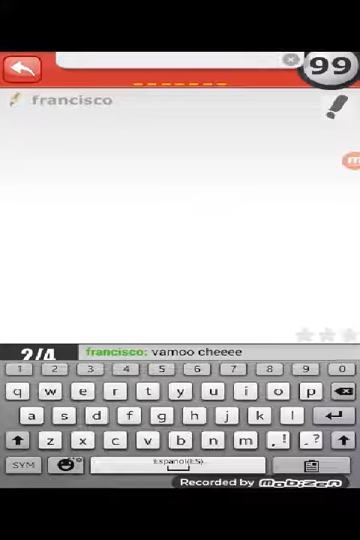 99
francisco
2/4
francisco: vamoo cheeee
1 2 3 4 5 6 7 8 9 0
q w e r t y u i o p
a s d f g h j k l
z x c v b n m , ! . ?
SYM
Español(ES)
Recorded by mobizen